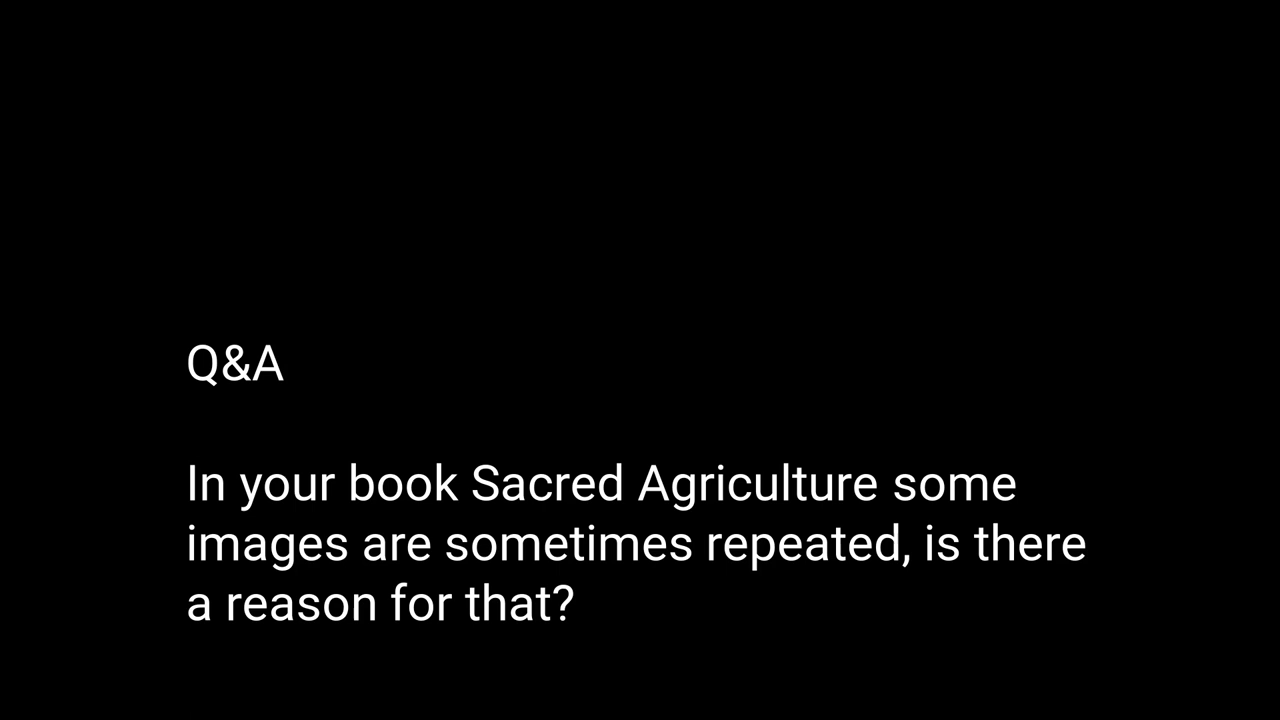 Q&A
In your book Sacred Agriculture some
images are sometimes repeated, is there
a reason for that?